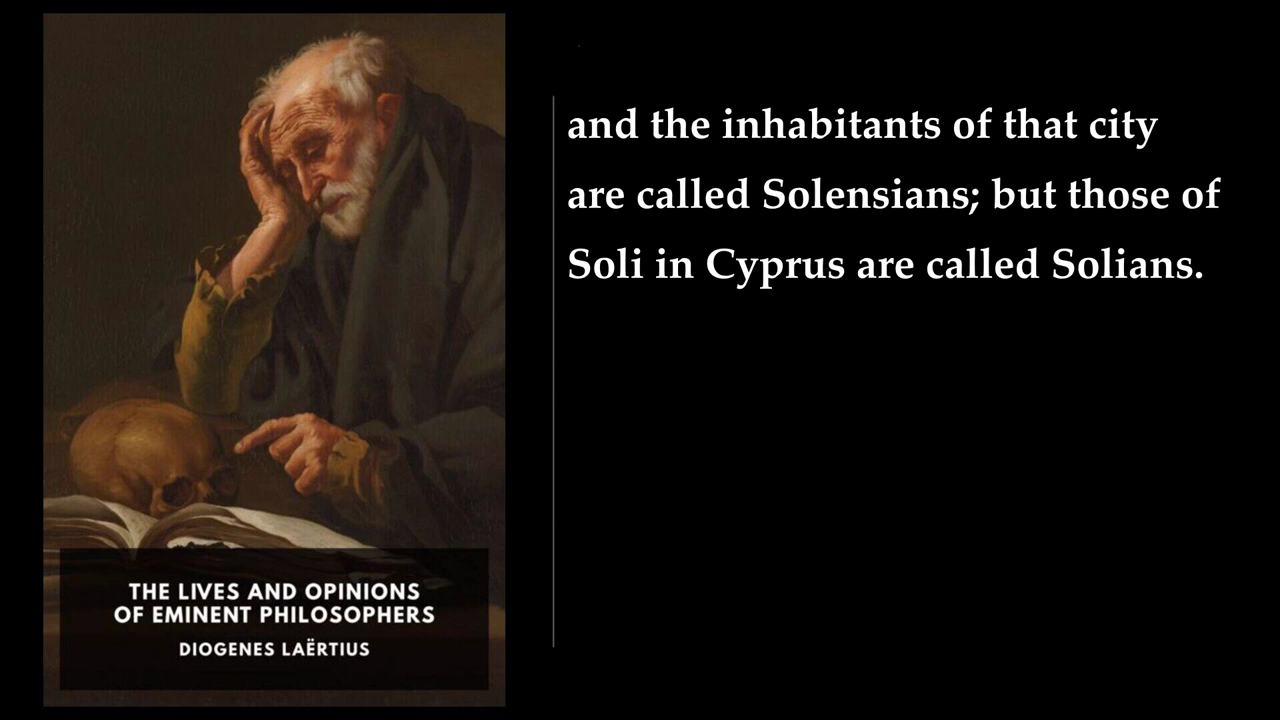 and the inhabitants of that city
are called Solensians; but those of
Soli in Cyprus are called Solians.
THE LIVES AND OPINIONS
OF EMINENT PHILOSOPHERS
DIOGENES LAËRTIUS